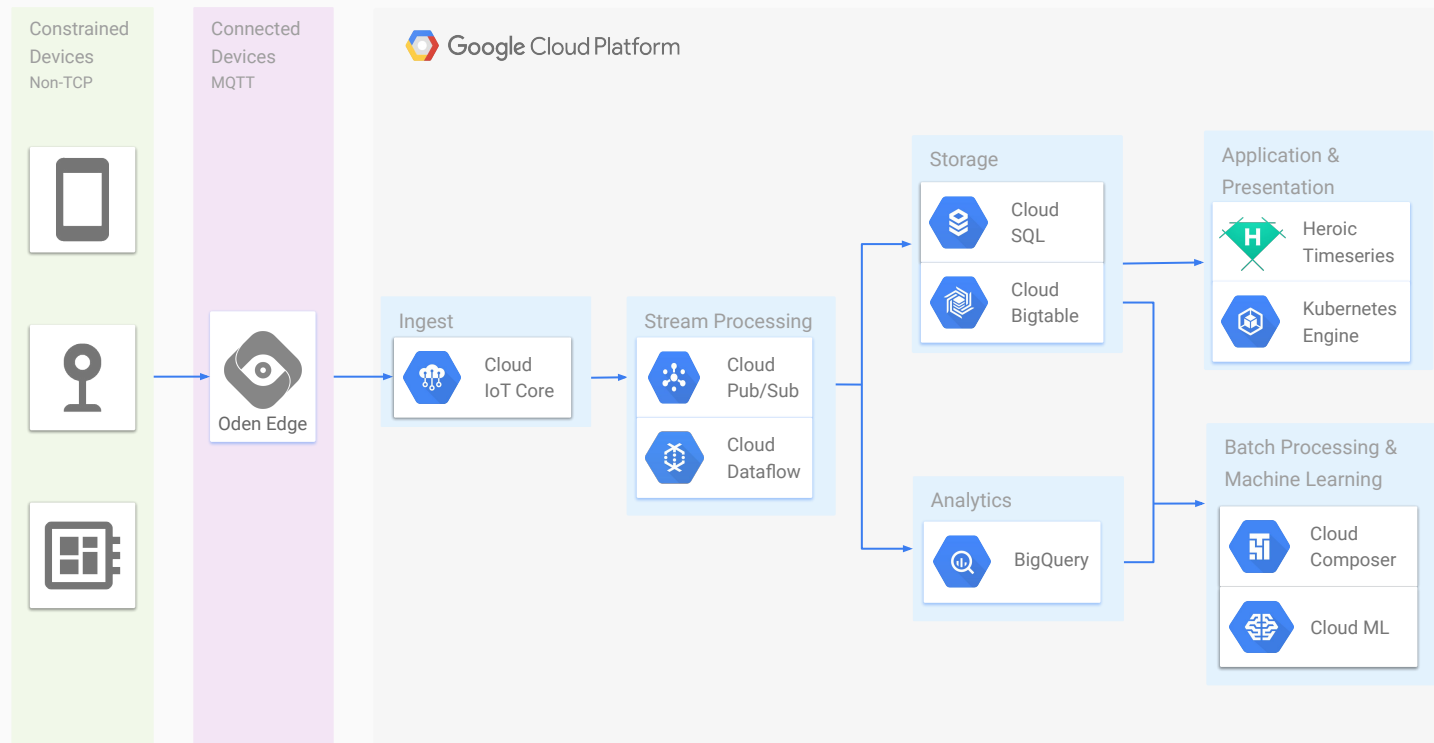 Constrained
Devices
Non-TCP
Connected
Devices
MQTT
Oden Edge
Google Cloud Platform
Ingest
Cloud
IoT Core
Stream Processing
Cloud
Pub/Sub
Cloud
Dataflow
Storage
Cloud
SQL
Cloud
Bigtable
Analytics
BigQuery
Application &
Presentation
H
Heroic
Timeseries
Kubernetes
Engine
Batch Processing &
Machine Learning
Cloud
Composer
Cloud ML